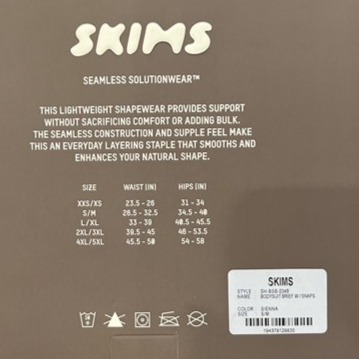 SKIMS
SEAMLESS SOLUTIONWEAR™
THIS LIGHTWEIGHT SHAPEWEAR PROVIDES SUPPORT
WITHOUT SACRIFICING COMFORT OR ADDING BULK.
THE SEAMLESS CONSTRUCTION AND SUPPLE FEEL MAKE
THIS AN EVERYDAY LAYERING STAPLE THAT SMOOTHS AND
ENHANCES YOUR NATURAL SHAPE.
SIZE WAIST (IN) HIPS (IN)
XXS/XS 23.5 - 26 31 - 34
S/M 26.5 - 32.5 34.5 - 40
L/XL 33 - 39 40.5 - 45.5
2XL/3XL 39.5 - 45 46 - 53.5
4XL/5XL 45.5 - 50 54 - 58
SKIMS
STYLE
NAME BODYSUIT BRIEF W/ SNAPS
COLOR SIENNA
SIZE S/M